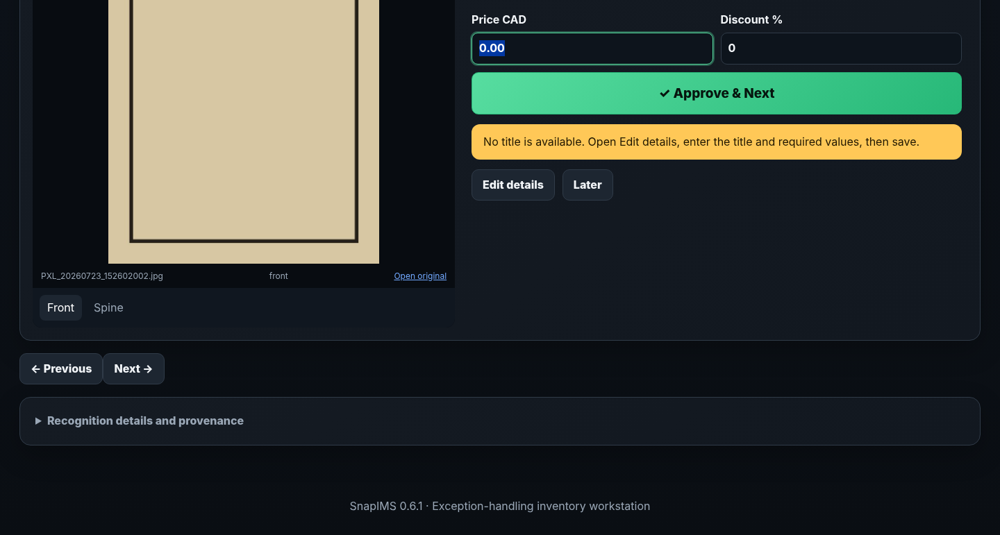 Price CAD
Discount %
0.00
0
✓ Approve & Next
No title is available. Open Edit details, enter the title and required values, then save.
Edit details
Later
PXL_20260723_152602002.jpg
front
Open original
Front
Spine
← Previous
Next →
▶ Recognition details and provenance
SnapIMS 0.6.1 · Exception-handling inventory workstation